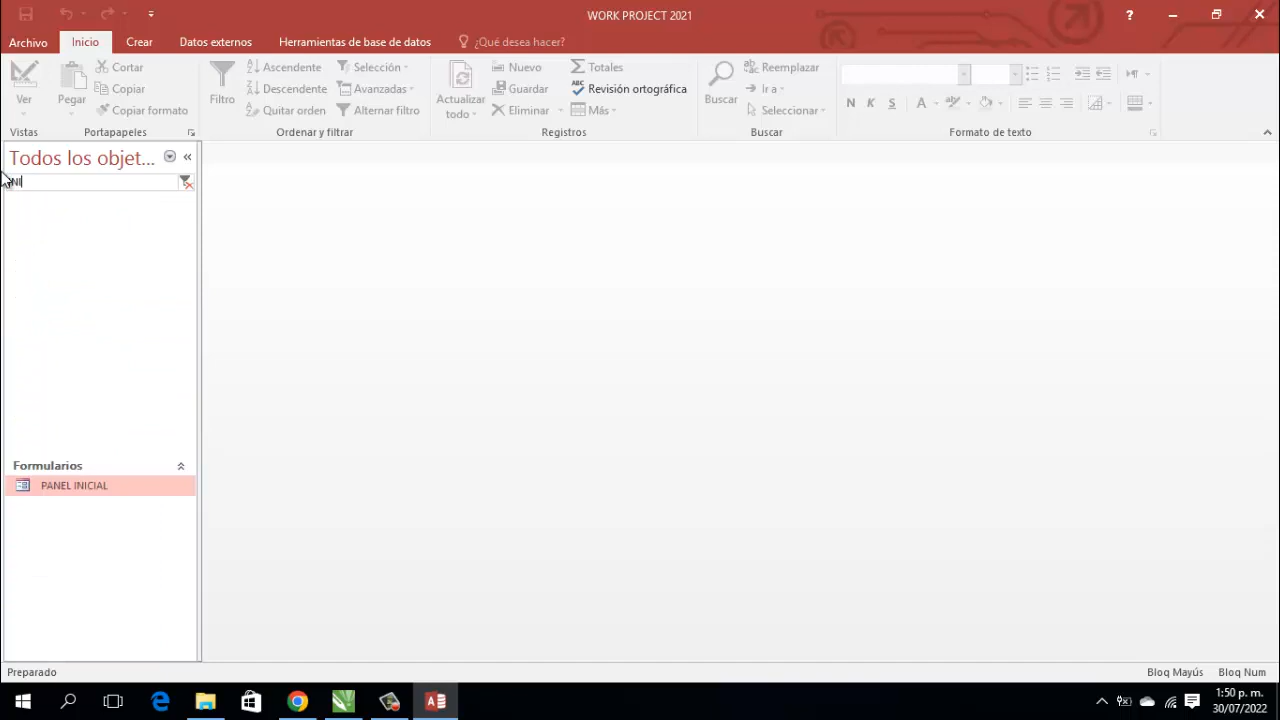 WORK PROJECT 2021
?
Archivo Inicio Crear Datos externos Herramientas de base de datos ¿Qué desea hacer?
Ver
Vistas
Pegar
Cortar
Copiar
Copiar formato
Portapapeles
Filtro
Ascendente
Descendente
Quitar orden
Selección
Avanzadas
Alternar filtro
Ordenar y filtrar
Actualizar
todo
Nuevo
Guardar
Eliminar
Totales
ABC
Revisión ortográfica
Más
Registros
Buscar
Reemplazar
Ir a
Seleccionar
Buscar
N K S A
Formato de texto
Todos los objet...
NI
Formularios
PANEL INICIAL
Preparado
Bloq Mayús Bloq Num
1:50 p. m.
30/07/2022